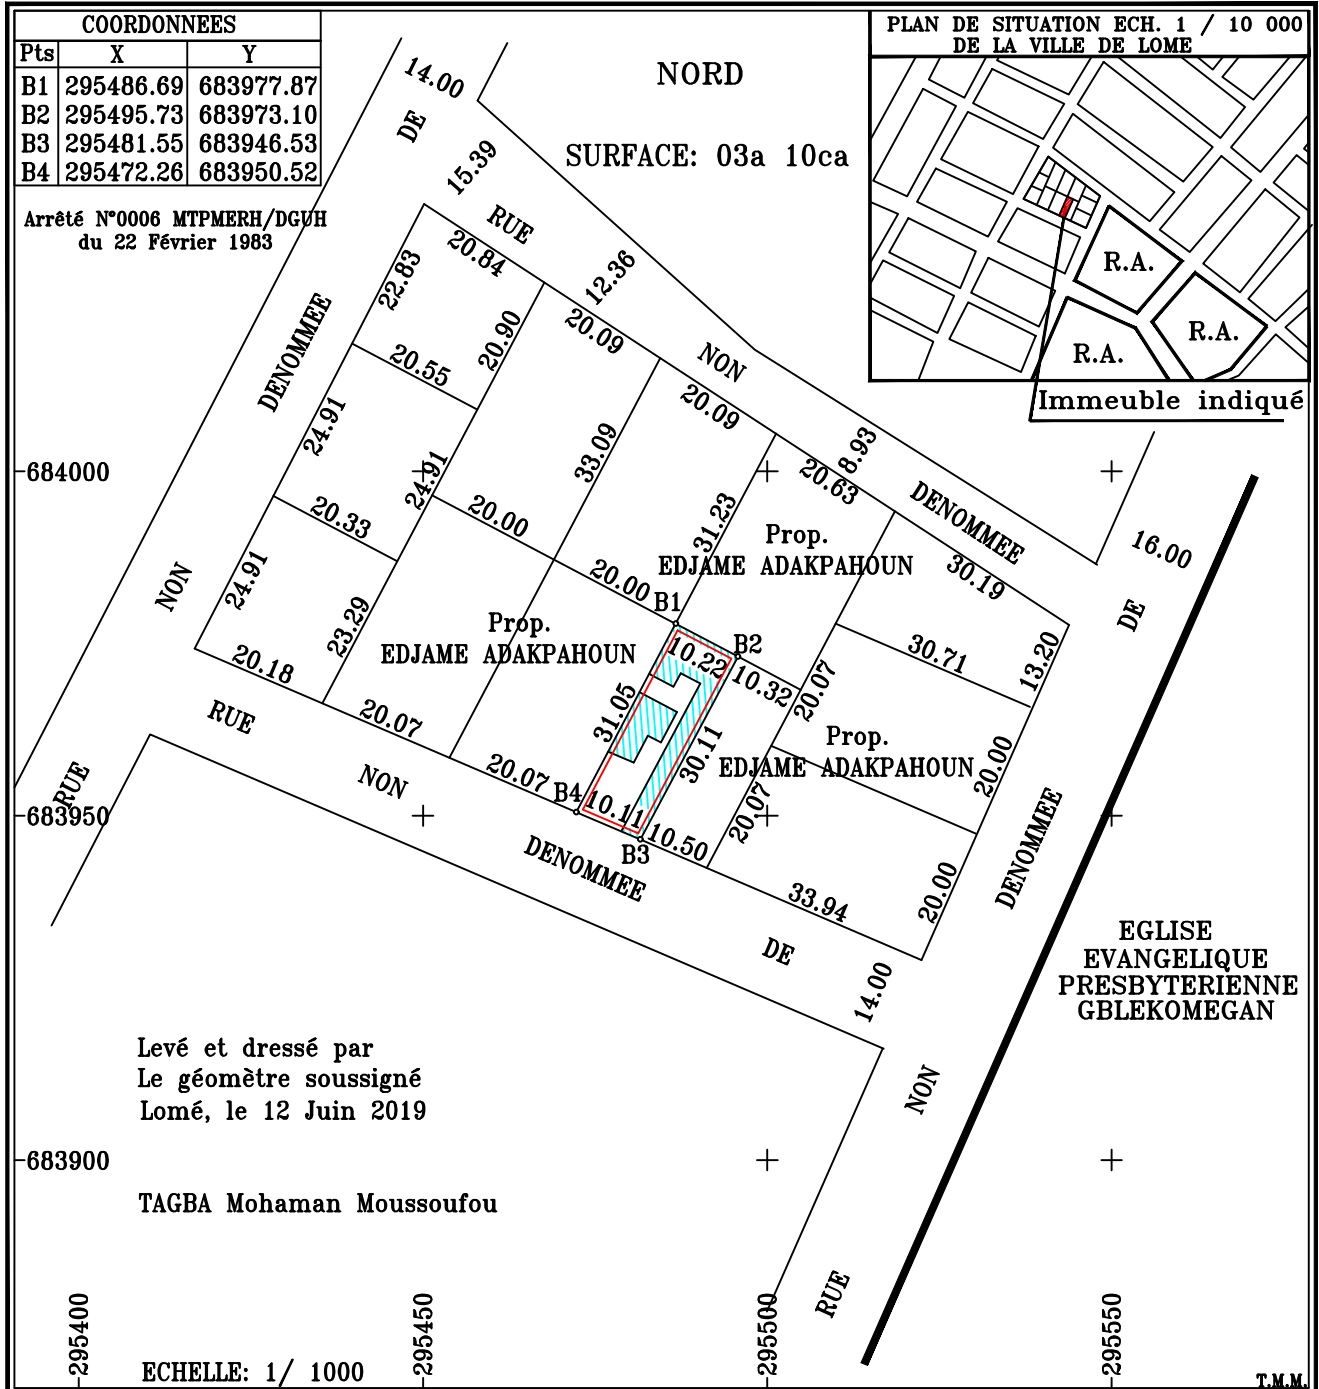 COORDONNEES
Pts X Y
B1 295486.69 683977.87
B2 295495.73 683973.10
B3 295481.55 683946.53
B4 295472.26 683950.52
Arrêté N°0006 MTPMERH/DGUH
du 22 Février 1983
NORD
SURFACE: 03a 10ca
PLAN DE SITUATION ECH. 1 / 10 000
DE LA VILLE DE LOME
R.A.
R.A.
R.A.
Immeuble indiqué
14.00
DE
15.39
RUE
20.84
22.83
12.36
20.09
20.90
DENOMMEE
20.55
NON
20.09
24.91
33.09
8.93
20.63
684000
24.91
20.33
20.00
31.23
DENOMMEE
Prop.
EDJAME ADAKPAHOUN
16.00
30.19
24.91
NON
20.00
B1
23.29
Prop.
EDJAME ADAKPAHOUN
DE
B2
10.22
30.71
13.20
20.18
10.32
20.07
RUE
20.07
31.05
30.11
Prop.
EDJAME ADAKPAHOUN
20.00
NON
20.07
RUE
B4
10.11
20.07
683950
10.50
B3
DENOMMEE
DENOMMEE
33.94
20.00
DE
14.00
EGLISE
EVANGELIQUE
PRESBYTERIENNE
GBLEKOMEGAN
Levé et dressé par
Le géomètre soussigné
Lomé, le 12 Juin 2019
NON
683900
TAGBA Mohaman Moussoufou
RUE
295400
295450
295500
295550
ECHELLE: 1/ 1000
T.M.M.